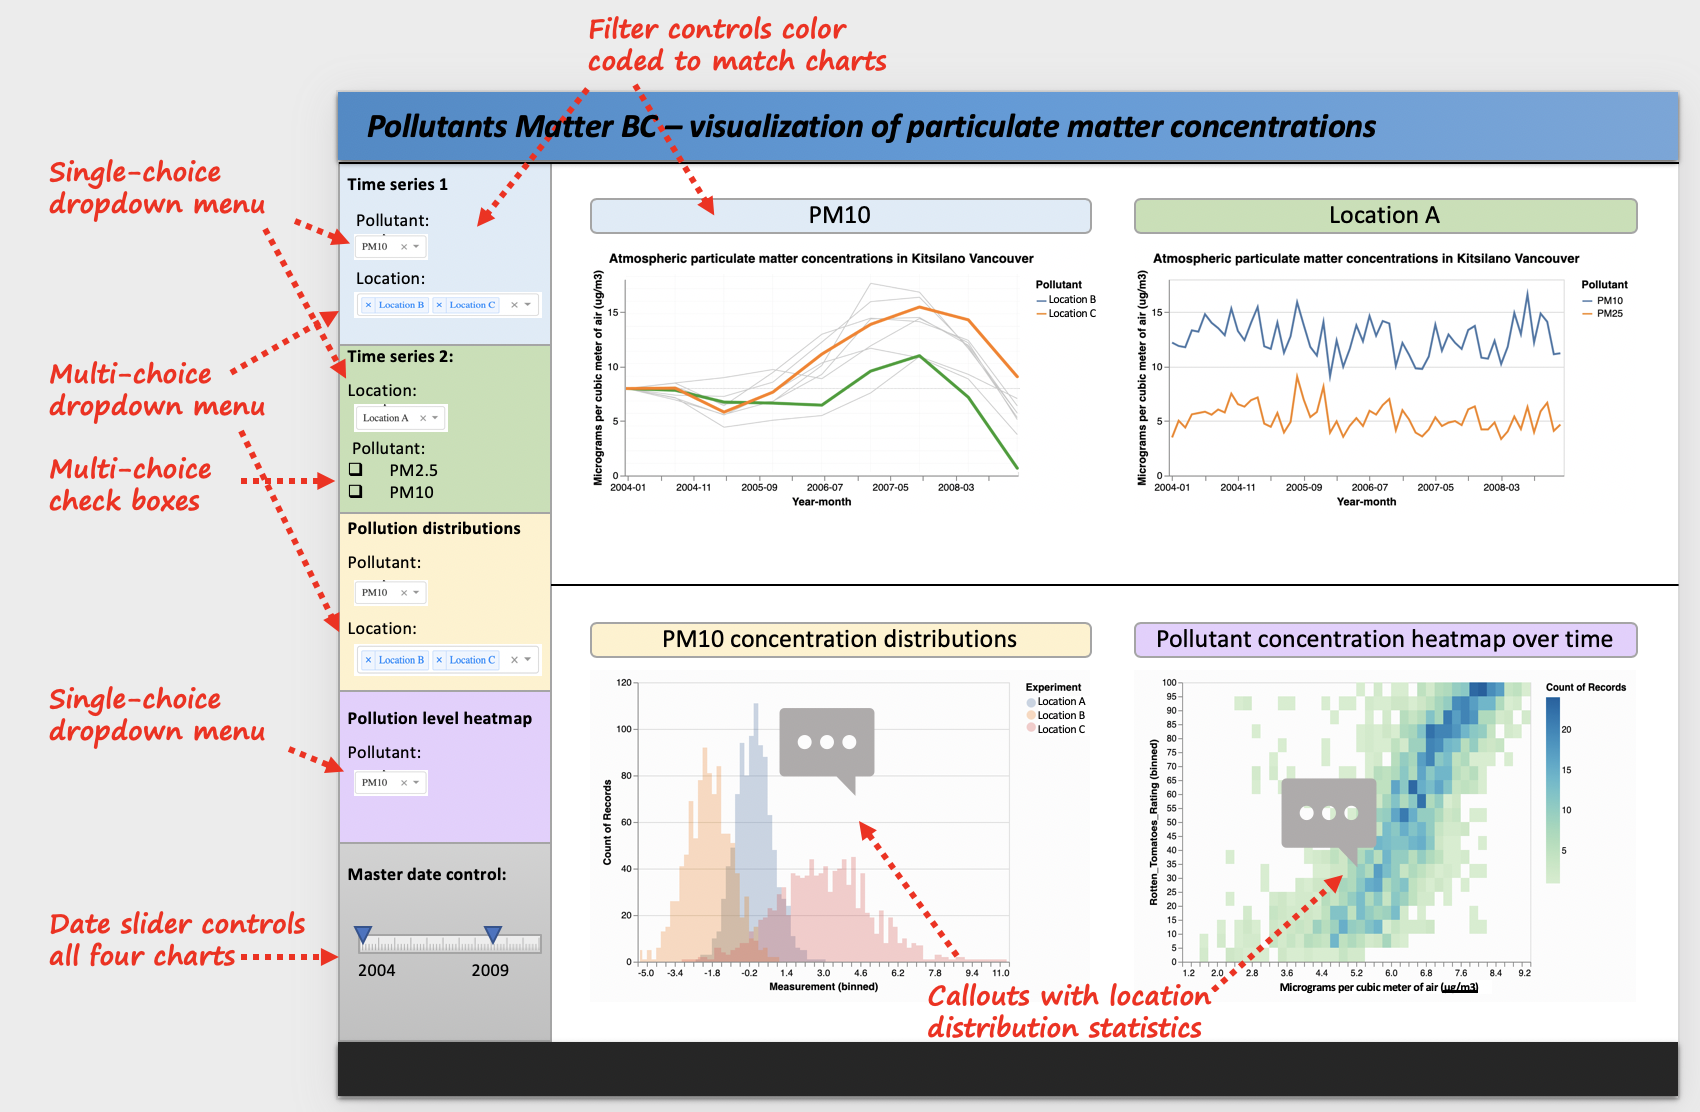 Filter controls color
coded to match charts
Pollutants Matter BC – visualization of particulate matter concentrations
Single-choice
dropdown menu
Multi-choice
dropdown menu
Multi-choice
check boxes
Single-choice
dropdown menu
Date slider controls
all four charts
Time series 1
Pollutant:
PM10 ×
Location:
× Location B × Location C ×
Time series 2:
Location:
Location A ×
Pollutant:
PM2.5
PM10
Pollution distributions
Pollutant:
PM10 ×
Location:
× Location B × Location C ×
Pollution level heatmap
Pollutant:
PM10 ×
Master date control:
2004 2009
PM10
Atmospheric particulate matter concentrations in Kitsilano Vancouver
Micrograms per cubic meter of air (ug/m3)
15
10
5
0
2004-01 2004-11 2005-09 2006-07 2007-05 2008-03
Year-month
Pollutant
Location B
Location C
Location A
Atmospheric particulate matter concentrations in Kitsilano Vancouver
Micrograms per cubic meter of air (ug/m3)
15
10
5
0
2004-01 2004-11 2005-09 2006-07 2007-05 2008-03
Year-month
Pollutant
PM10
PM25
PM10 concentration distributions
Count of Records
120
100
80
60
40
20
0
-5.0 -3.4 -1.8 -0.2 1.4 3.0 4.6 6.2 7.8 9.4 11.0
Measurement (binned)
Experiment
Location A
Location B
Location C
Pollutant concentration heatmap over time
Rotten_Tomatoes_Rating (binned)
100
95
90
85
80
75
70
65
60
55
50
45
40
35
30
25
20
15
10
5
0
1.2 2.0 2.8 3.6 4.4 5.2 6.0 6.8 7.6 8.4 9.2
Micrograms per cubic meter of air (ug/m3)
Count of Records
20
15
10
5
Callouts with location
distribution statistics